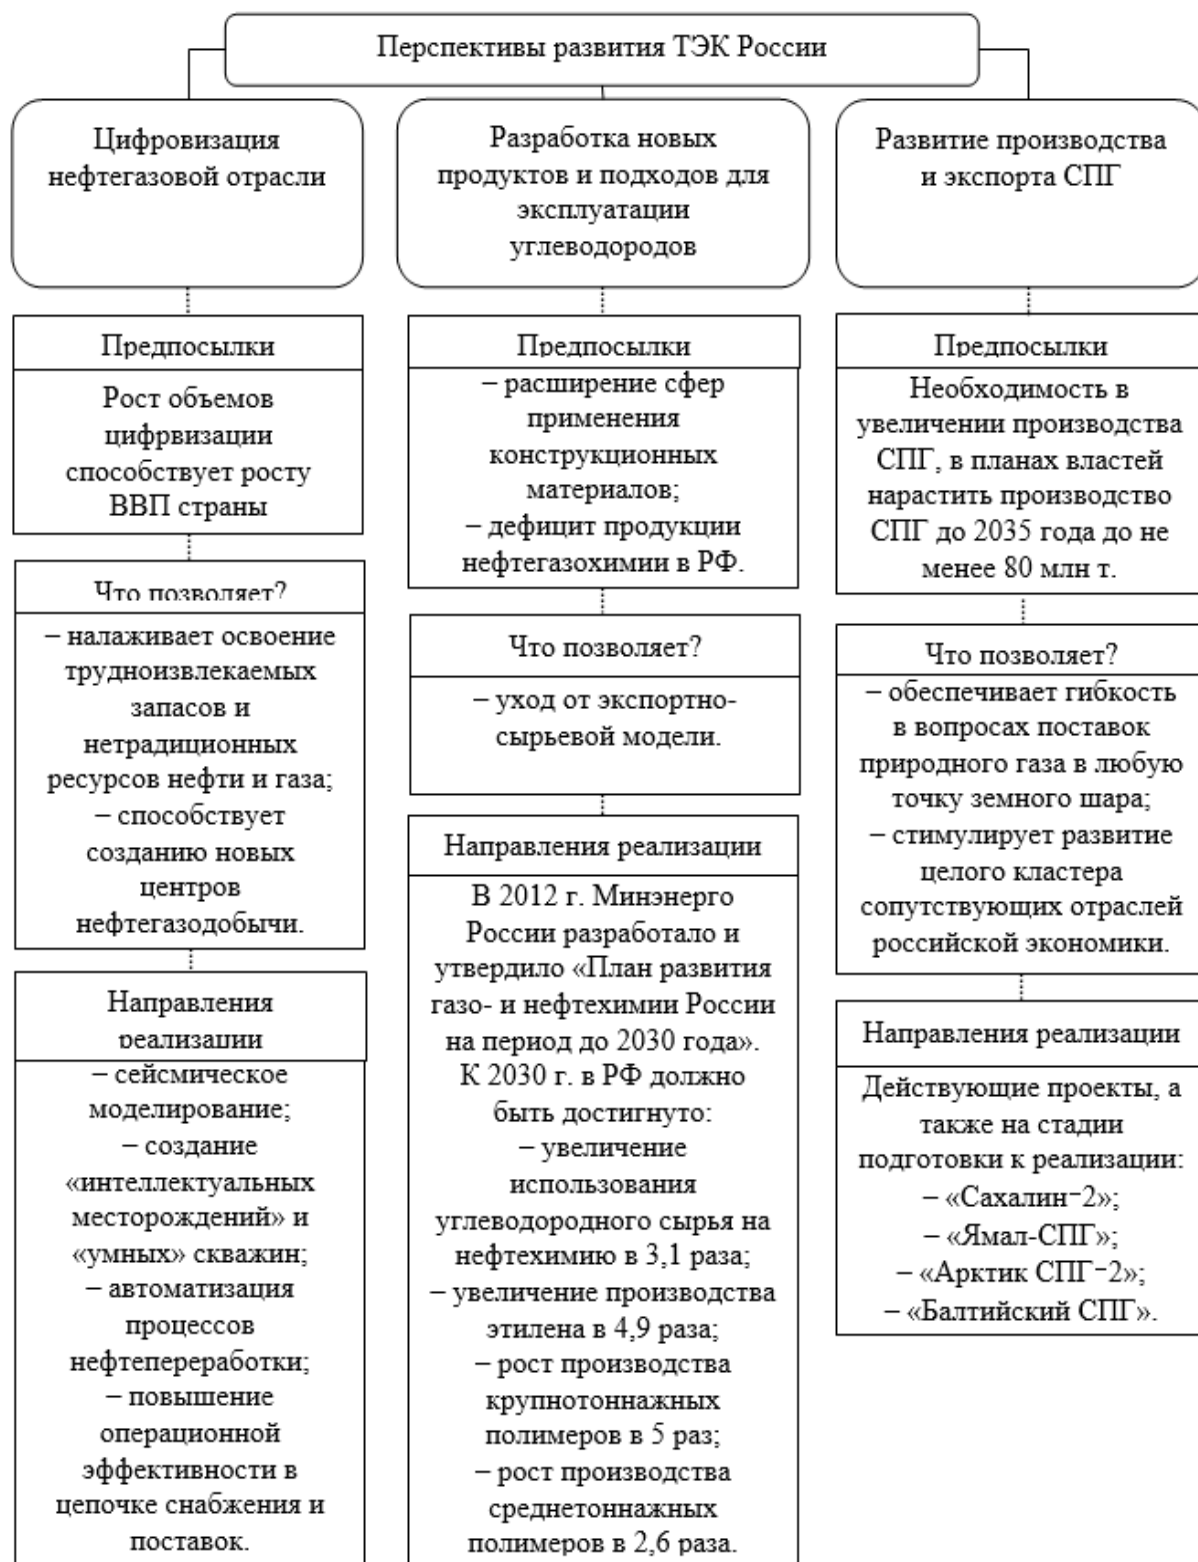 Перспективы развития ТЭК России
Цифровизация
нефтегазовой отрасли
Предпосылки
Рост объемов
цифрвизации
способствует росту
ВВП страны
Что позволяет?
– налаживает освоение
трудноизвлекаемых
запасов и
нетрадиционных
ресурсов нефти и газа;
– способствует
созданию новых
центров
нефтегазодобычи.
Направления
реализации
– сейсмическое
моделирование;
– создание
«интеллектуальных
месторождений» и
«умных» скважин;
– автоматизация
процессов
нефтепереработки;
– повышение
операционной
эффективности в
цепочке снабжения и
поставок.
Разработка новых
продуктов и подходов для
эксплуатации
углеводородов
Предпосылки
– расширение сфер
применения
конструкционных
материалов;
– дефицит продукции
нефтегазохимии в РФ.
Что позволяет?
– уход от экспортно-
сырьевой модели.
Направления реализации
В 2012 г. Минэнерго
России разработало и
утвердило «План развития
газо- и нефтехимии России
на период до 2030 года».
К 2030 г. в РФ должно
быть достигнуто:
– увеличение
использования
углеводородного сырья на
нефтехимию в 3,1 раза;
– увеличение производства
этилена в 4,9 раза;
– рост производства
крупнотоннажных
полимеров в 5 раз;
– рост производства
среднетоннажных
полимеров в 2,6 раза.
Развитие производства
и экспорта СПГ
Предпосылки
Необходимость в
увеличении производства
СПГ, в планах властей
нарастить производство
СПГ до 2035 года до не
менее 80 млн т.
Что позволяет?
– обеспечивает гибкость
в вопросах поставок
природного газа в любую
точку земного шара;
– стимулирует развитие
целого кластера
сопутствующих отраслей
российской экономики.
Направления реализации
Действующие проекты, а
также на стадии
подготовки к реализации:
– «Сахалин-2»;
– «Ямал-СПГ»;
– «Арктик СПГ-2»;
– «Балтийский СПГ».